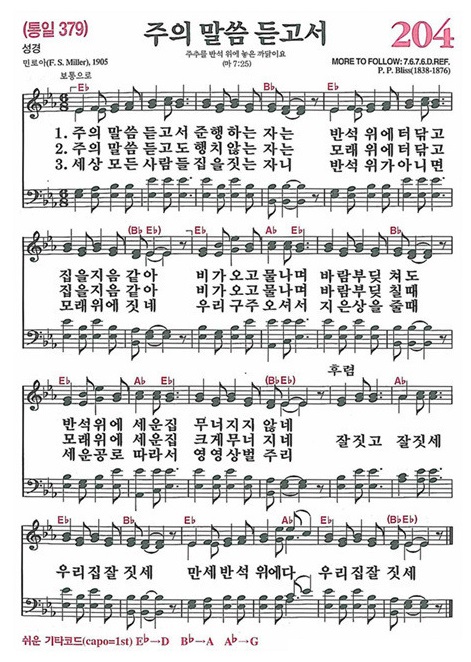 (통일 379)
주의 말씀 듣고서
204
성경
주추를 반석 위에 놓은 까닭이요
민로아(F. S. Miller), 1905
(마 7:25)
MORE TO FOLLOW: 7.6.7.6.D.REF.
P. P. Bliss(1838-1876)
보통으로
E♭
1. 주의 말씀 듣고서 준행하는 자는 반석 위에터 닦고
2. 주의 말씀 듣고도 행치않는 자는 모래 위에터 닦고
3. 세상 모든 사람들 집을 짓는 자니 반석 위가아니면
(B♭ E♭) E♭ A♭ E♭ B♭
집을지음 같아 비가오고물나며 바람부딪 쳐도
집을지음 같아 비가오고물나며 바람부딪 칠때
모래위에 짓네 우리구주오셔서 지은상을 줄때
후렴
E♭ A♭ E♭ (B♭E♭) E♭ A♭
반석위에 세운집 무너지지 않네
모래위에 세운집 크게무너 지네 잘짓고 잘짓세
세운공로 따라서 영영상벌 주리
E♭ A♭ E♭ B♭ (B♭E♭)
우리집잘 짓세 만세반석 위에다 우리집잘 짓세
쉬운 기타코드(capo=1st) E♭→D B♭→A A♭→G